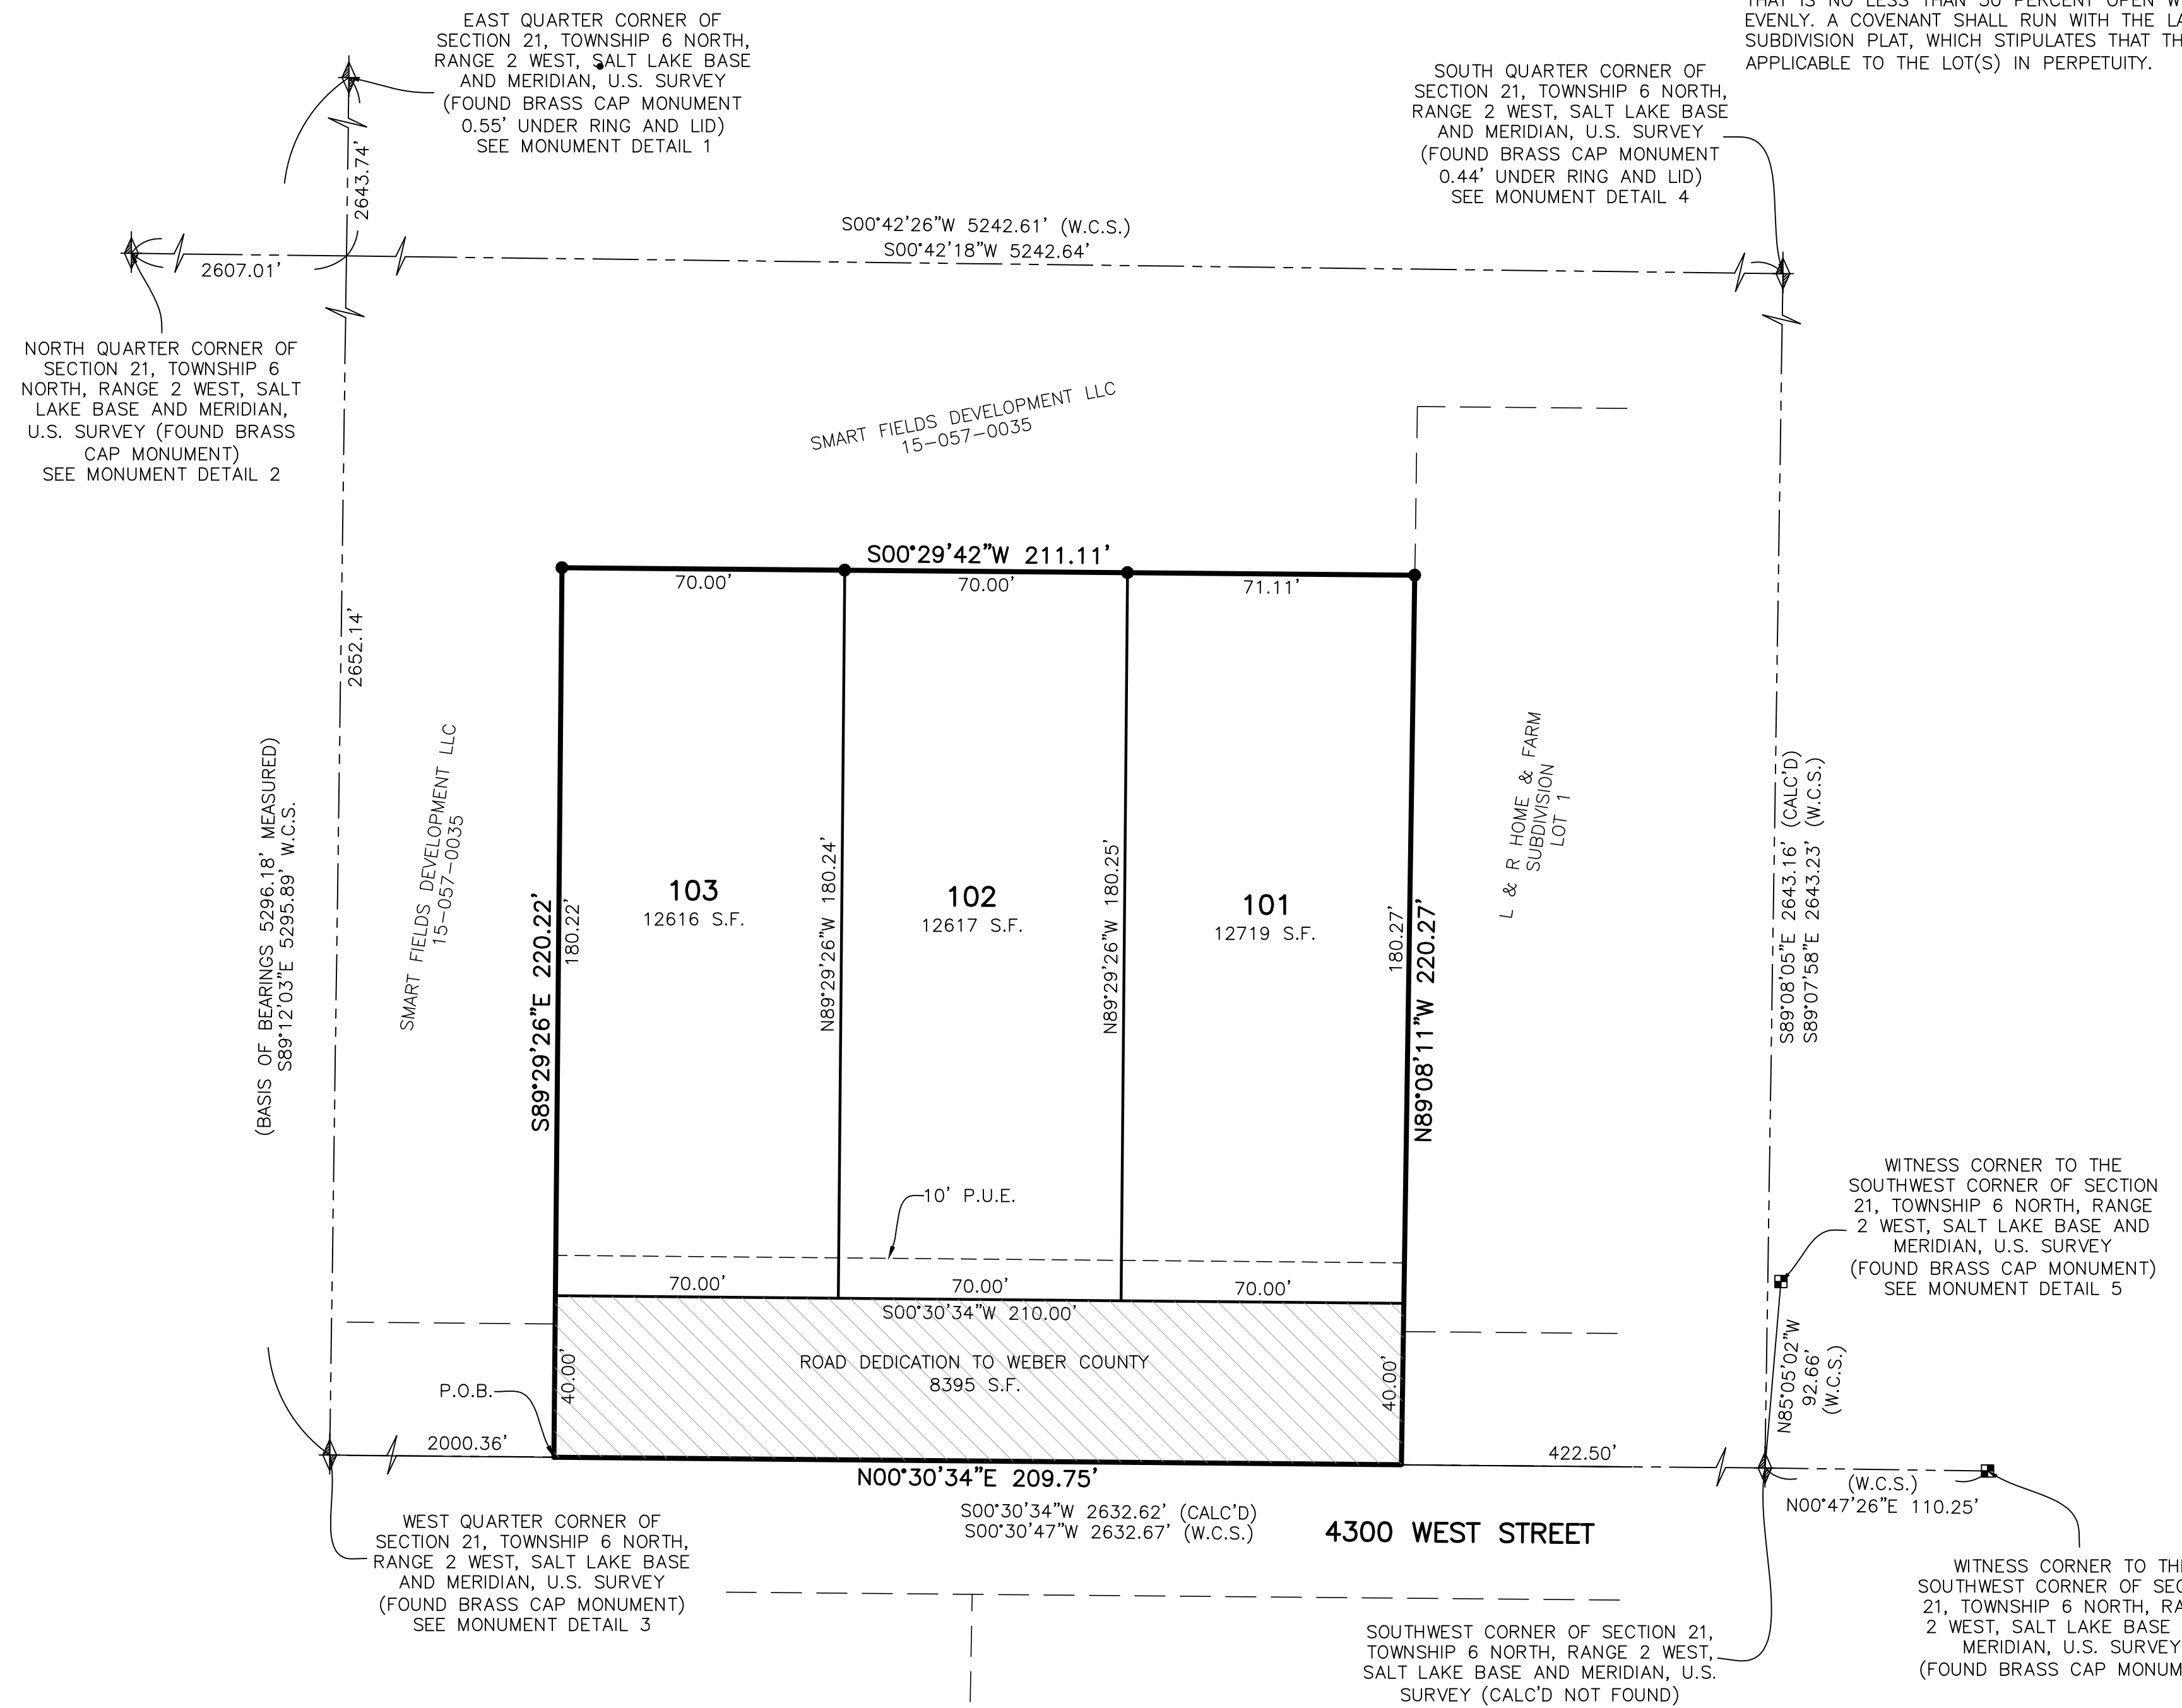 THAT IS NO LESS THAN 50 PERCENT OPEN
EVENLY. A COVENANT SHALL RUN WITH THE
SUBDIVISION PLAT, WHICH STIPULATES THAT
APPLICABLE TO THE LOT(S) IN PERPETUITY.
EAST QUARTER CORNER OF
SECTION 21, TOWNSHIP 6 NORTH,
RANGE 2 WEST, SALT LAKE BASE
AND MERIDIAN, U.S. SURVEY
(FOUND BRASS CAP MONUMENT
0.55' UNDER RING AND LID)
SEE MONUMENT DETAIL 1
SOUTH QUARTER CORNER OF
SECTION 21, TOWNSHIP 6 NORTH,
RANGE 2 WEST, SALT LAKE BASE
AND MERIDIAN, U.S. SURVEY
(FOUND BRASS CAP MONUMENT
0.44' UNDER RING AND LID)
SEE MONUMENT DETAIL 4
2643.74'
S00°42'26"W 5242.61' (W.C.S.)
S00°42'18"W 5242.64'
2607.01'
NORTH QUARTER CORNER OF
SECTION 21, TOWNSHIP 6
NORTH, RANGE 2 WEST, SALT
LAKE BASE AND MERIDIAN,
U.S. SURVEY (FOUND BRASS
CAP MONUMENT)
SEE MONUMENT DETAIL 2
SMART FIELDS DEVELOPMENT LLC
15-057-0035
S00°29'42"W 211.11'
70.00'
70.00'
71.11'
2652.14'
(BASIS OF BEARINGS 5296.18' MEASURED)
S89°12'03"E 5295.89' W.C.S.
SMART FIELDS DEVELOPMENT LLC
15-057-0035
S89°29'26"E 220.22'
180.22'
103
12616 S.F.
N89°29'26"W 180.24'
102
12617 S.F.
N89°29'26"W 180.25'
101
12719 S.F.
180.27'
N89°08'11"W 220.27'
L & R HOME & FARM
SUBDIVISION
LOT 1
S89°08'05"E 2643.16' (CALC'D)
S89°07'58"E 2643.23' (W.C.S.)
10' P.U.E.
WITNESS CORNER TO THE
SOUTHWEST CORNER OF SECTION
21, TOWNSHIP 6 NORTH, RANGE
2 WEST, SALT LAKE BASE AND
MERIDIAN, U.S. SURVEY
(FOUND BRASS CAP MONUMENT)
SEE MONUMENT DETAIL 5
70.00'
70.00'
70.00'
S00°30'34"W 210.00'
ROAD DEDICATION TO WEBER COUNTY
8395 S.F.
40.00'
40.00'
P.O.B.
N85°05'02"W
92.66'
(W.C.S.)
2000.36'
422.50'
N00°30'34"E 209.75'
(W.C.S.)
N00°47'26"E 110.25'
S00°30'34"W 2632.62' (CALC'D)
S00°30'47"W 2632.67' (W.C.S.)
4300 WEST STREET
WEST QUARTER CORNER OF
SECTION 21, TOWNSHIP 6 NORTH,
RANGE 2 WEST, SALT LAKE BASE
AND MERIDIAN, U.S. SURVEY
(FOUND BRASS CAP MONUMENT)
SEE MONUMENT DETAIL 3
SOUTHWEST CORNER OF SECTION 21,
TOWNSHIP 6 NORTH, RANGE 2 WEST,
SALT LAKE BASE AND MERIDIAN, U.S.
SURVEY (CALC'D NOT FOUND)
WITNESS CORNER TO
SOUTHWEST CORNER OF
21, TOWNSHIP 6 NORTH,
2 WEST, SALT LAKE BASE
MERIDIAN, U.S. SURVEY
(FOUND BRASS CAP